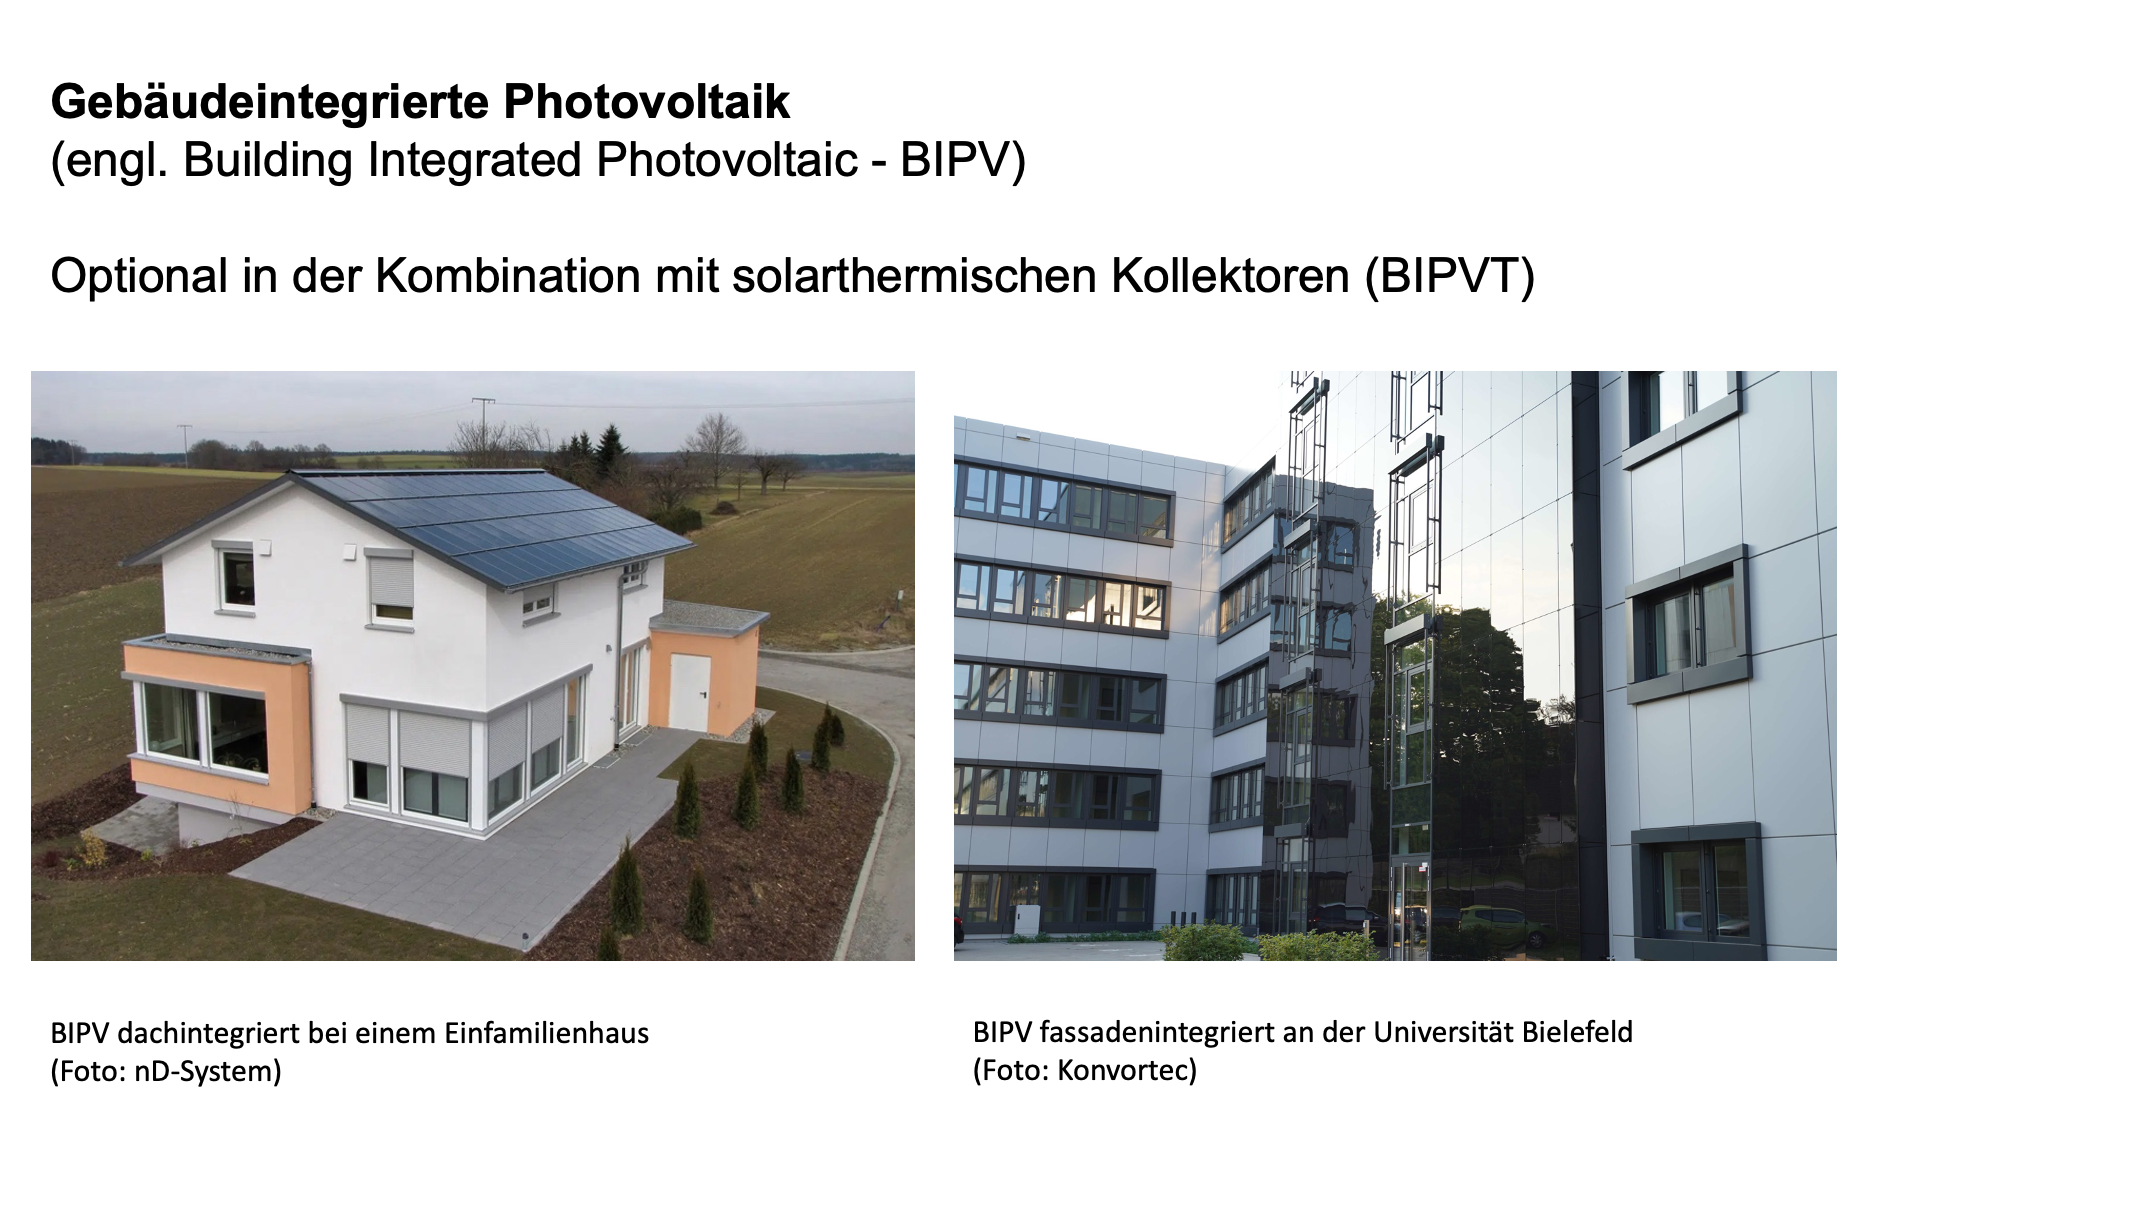 Gebäudeintegrierte Photovoltaik
(engl. Building Integrated Photovoltaic - BIPV)
Optional in der Kombination mit solarthermischen Kollektoren (BIPVT)
BIPV dachintegriert bei einem Einfamilienhaus
(Foto: nD-System)
BIPV fassadenintegriert an der Universität Bielefeld
(Foto: Konvortec)